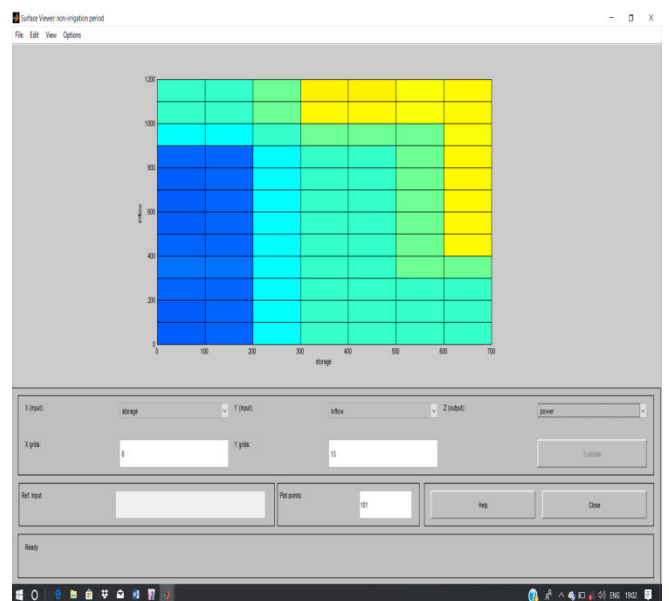 Surface Viewer: non-irrigation period
File Edit View Options
1200
1000
800
600
400
200
0
inflow
0 100 200 300 400 500 600 700
storage
X (input): storage Y (input): inflow Z (output): power
X grids: 8 Y grids: 13 Evaluate
Ref. Input: Plot points: 101 Help Close
Ready
ENG 1902